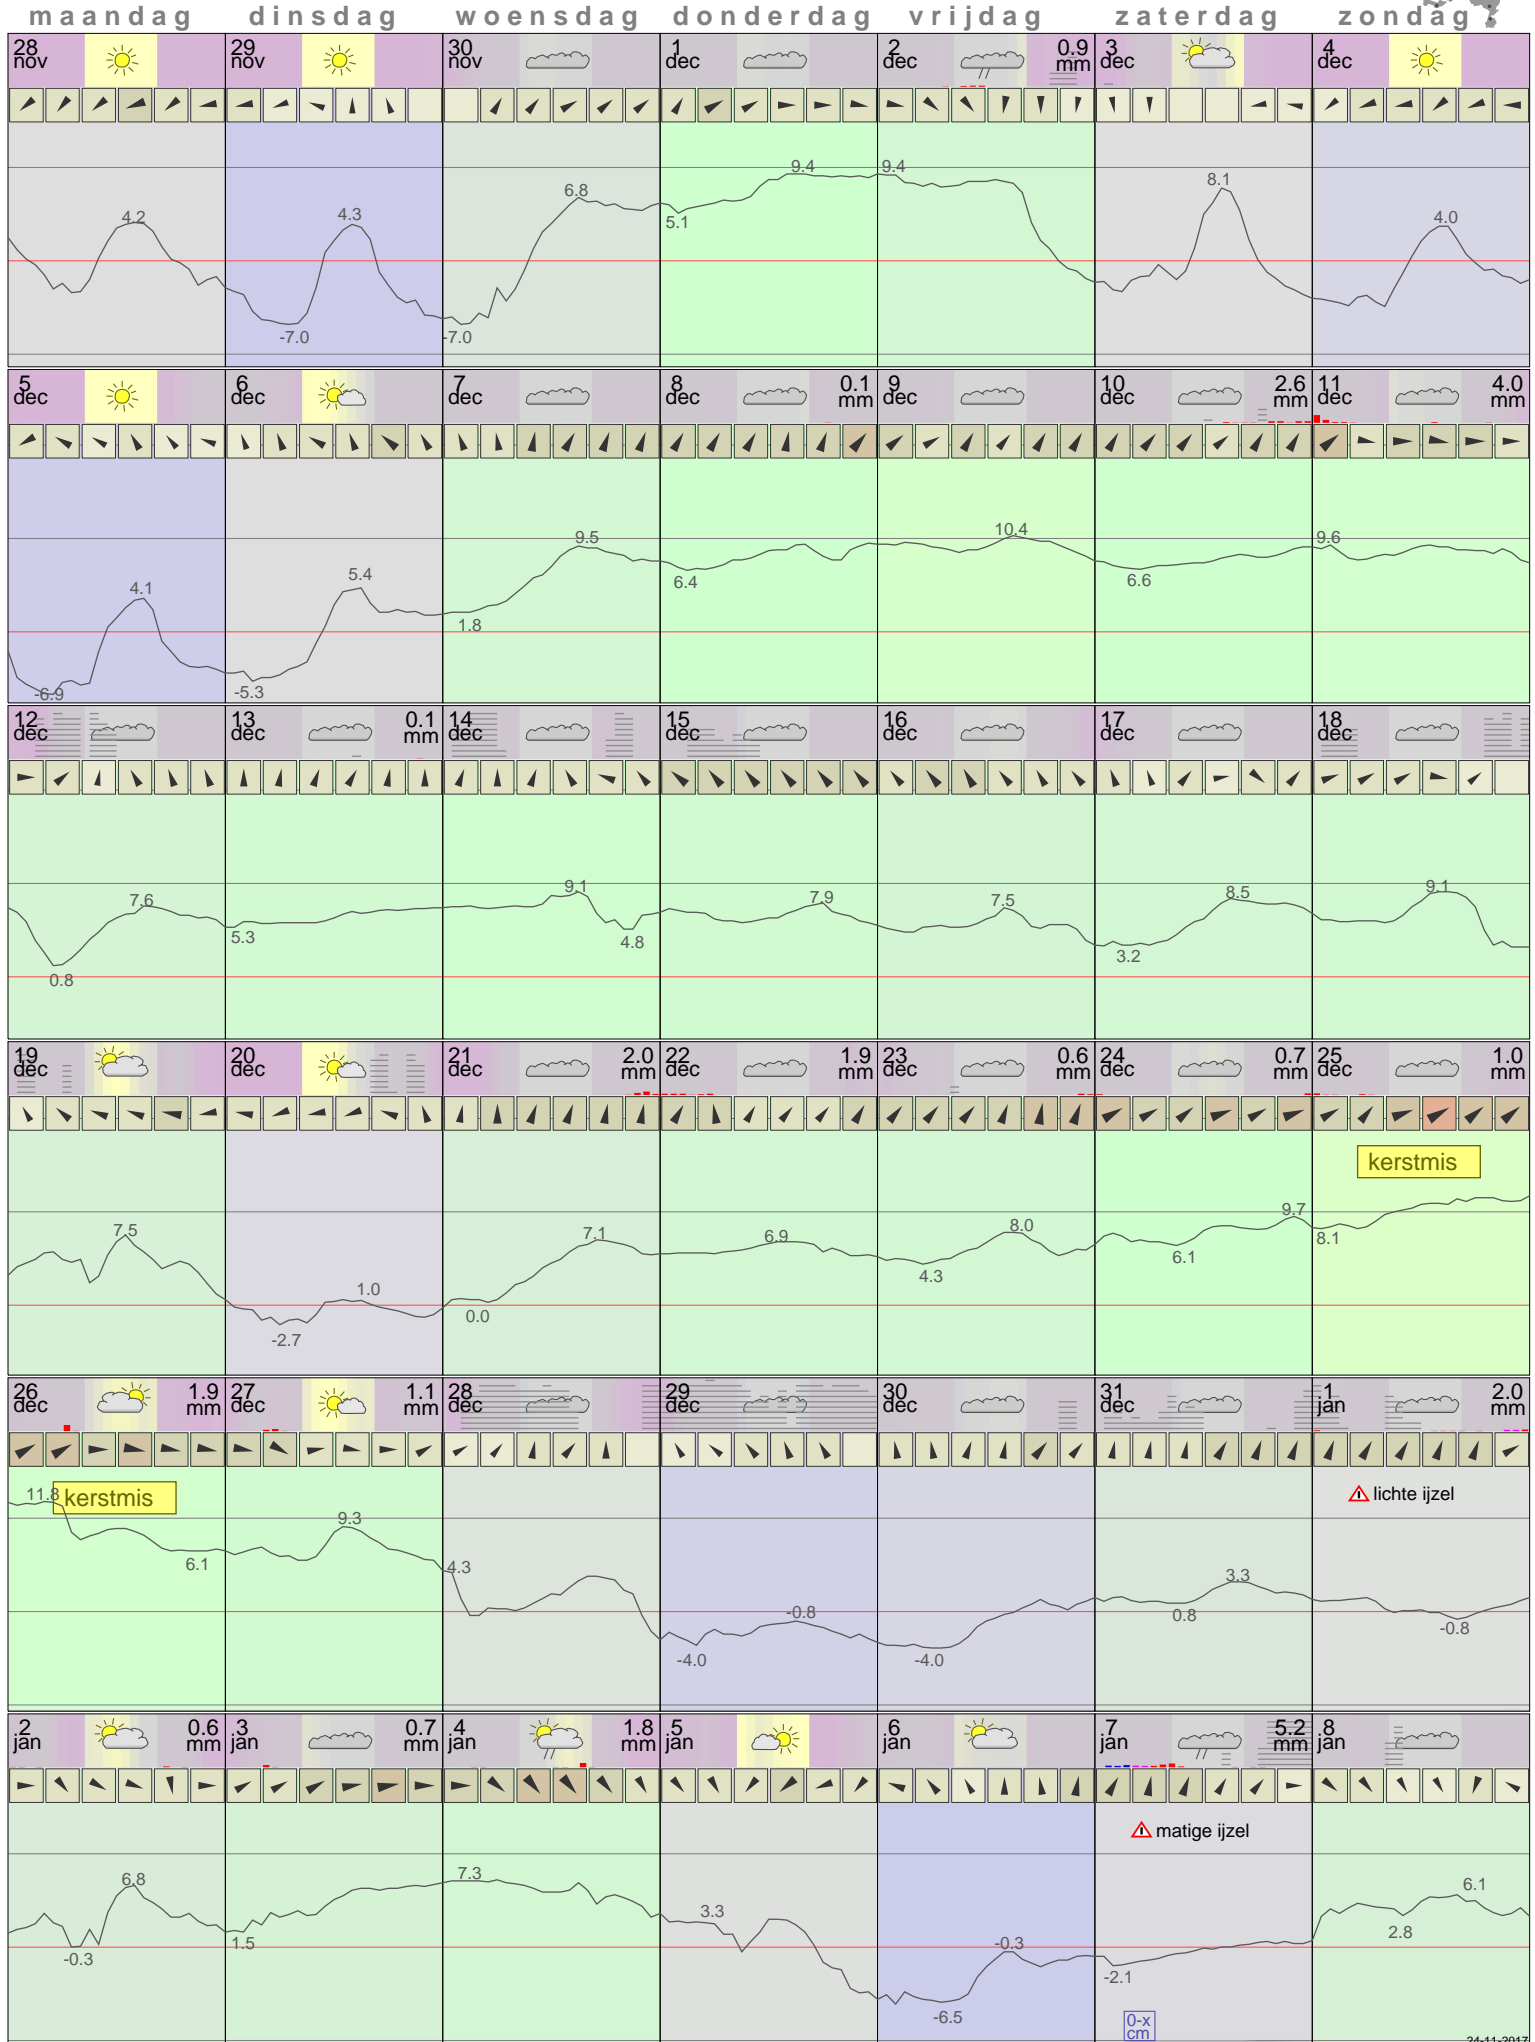 maandag dinsdag woensdag donderdag vrijdag zaterdag zondag
28 29 30 1 2 0.9 3 4
nov nov nov dec dec mm dec dec
9.4 9.4
8.1
6.8
4.2 4.3 5.1 4.0
-7.0 -7.0
5 6 7 8 0.1 9 10 2.6 11 4.0
dec dec dec dec mm dec dec mm dec mm
9.5 10.4 9.6
5.4 6.4 6.6
4.1
1.8
-6.9 -5.3
12 13 0.1 14 15 16 17 18
dec dec mm dec dec dec dec dec
7.6 9.1 7.9 7.5 8.5 9.1
5.3 4.8 3.2
0.8
19 20 21 2.0 22 1.9 23 0.6 24 0.7 25 1.0
dec dec dec mm dec mm dec mm dec mm dec mm
kerstmis
7.5 7.1 6.9 8.0 9.7 8.1
6.1
1.0 4.3
0.0
-2.7
26 1.9 27 1.1 28 29 30 31 1 2.0
dec mm dec mm dec dec dec dec jan mm
11.8 kerstmis lichte ijzel
9.3
6.1 4.3 3.3
-0.8 0.8 -0.8
-4.0 -4.0
2 0.6 3 0.7 4 1.8 5 6 7 5.2 8
jan mm jan mm jan mm jan jan jan mm jan
matige ijzel
6.8 7.3 6.1
3.3 2.8
-0.3 1.5 -0.3
-2.1
-6.5
0-x
cm
24-11-2017